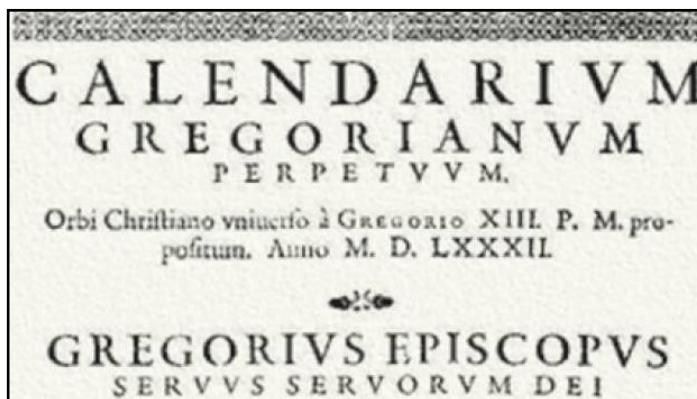 CALENDARIVM
GREGORIANVM
PERPETVVM.
Orbi Chriſtiano vniuerſo à GREGORIO XIII. P. M. pro-
poſitum. Anno M. D. LXXXII.
GREGORIVS EPISCOPVS
SERVVS SERVORVM DEI